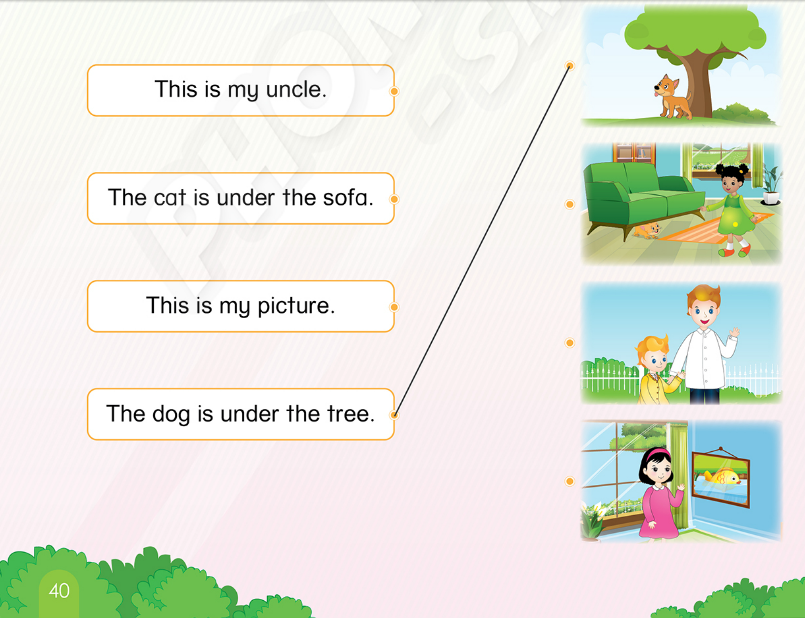 This is my uncle.
The cat is under the sofa.
This is my picture.
The dog is under the tree.
40